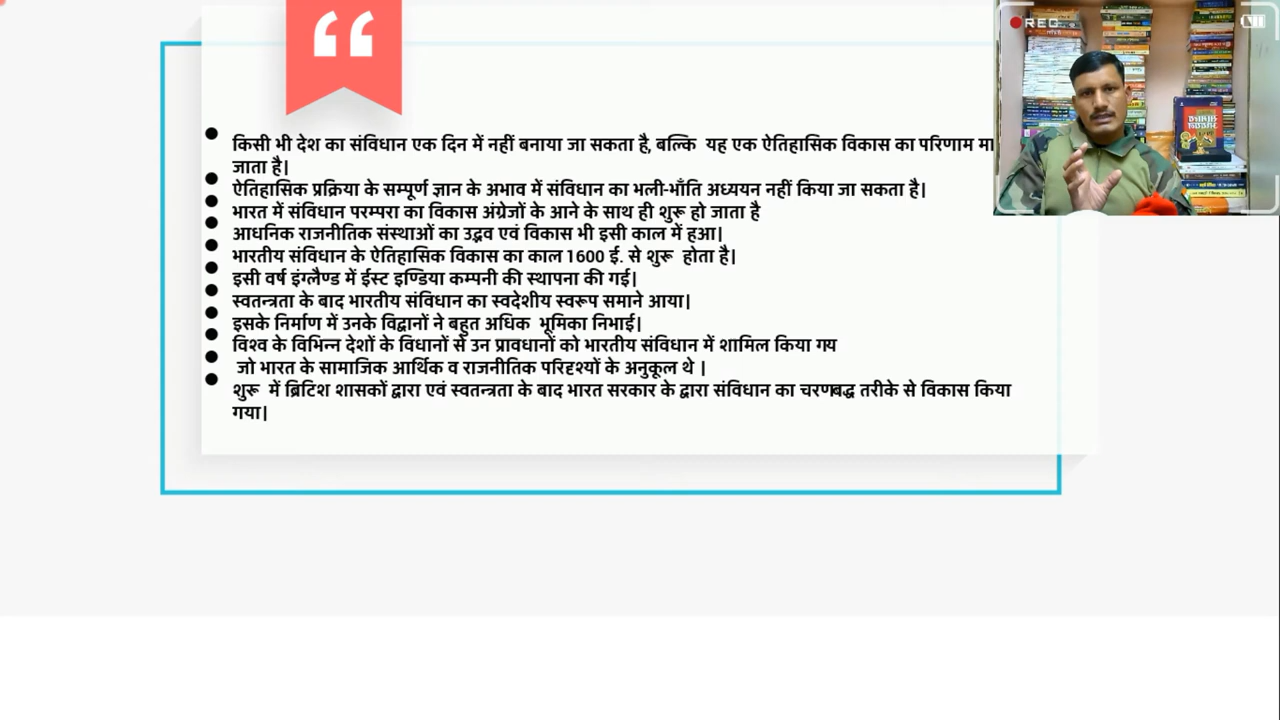 REC
किसी भी देश का संविधान एक दिन में नहीं बनाया जा सकता है, बल्कि यह एक ऐतिहासिक विकास का परिणाम
जाता है।
ऐतिहासिक प्रक्रिया के सम्पूर्ण ज्ञान के अभाव में संविधान का भली-भाँति अध्ययन नहीं किया जा सकता है।
भारत में संविधान परम्परा का विकास अंग्रेजों के आने के साथ ही शुरू हो जाता है
आधनिक राजनीतिक संस्थाओं का उद्भव एवं विकास भी इसी काल में हआ।
भारतीय संविधान के ऐतिहासिक विकास का काल 1600 ई. से शुरू होता है।
इसी वर्ष इंग्लैण्ड में ईस्ट इण्डिया कम्पनी की स्थापना की गई।
स्वतन्त्रता के बाद भारतीय संविधान का स्वदेशीय स्वरूप समाने आया।
इसके निर्माण में उनके विद्वानों ने बहुत अधिक भूमिका निभाई।
विश्व के विभिन्न देशों के विधानों से उन प्रावधानों को भारतीय संविधान में शामिल किया गय
जो भारत के सामाजिक आर्थिक व राजनीतिक परिदृश्यों के अनुकूल थे ।
शुरू में ब्रिटिश शासकों द्वारा एवं स्वतन्त्रता के बाद भारत सरकार के द्वारा संविधान का चरणबद्ध तरीके से विकास किया
गया।